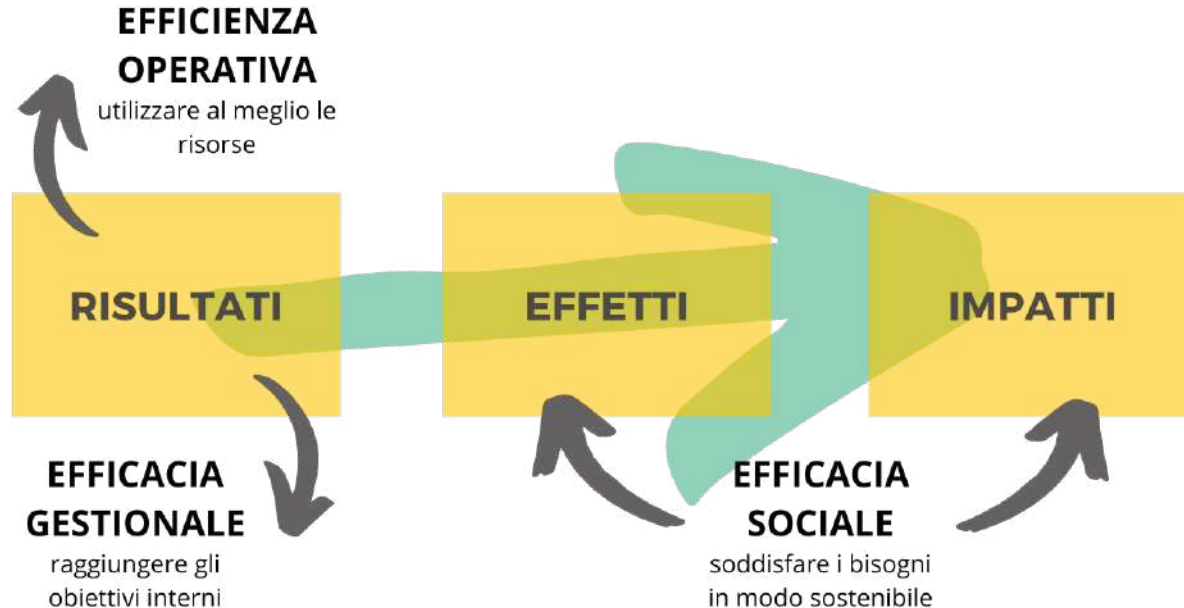 EFFICIENZA
OPERATIVA
utilizzare al meglio le
risorse
RISULTATI
EFFETTI
IMPATTI
EFFICACIA
GESTIONALE
raggiungere gli
obiettivi interni
EFFICACIA
SOCIALE
soddisfare i bisogni
in modo sostenibile